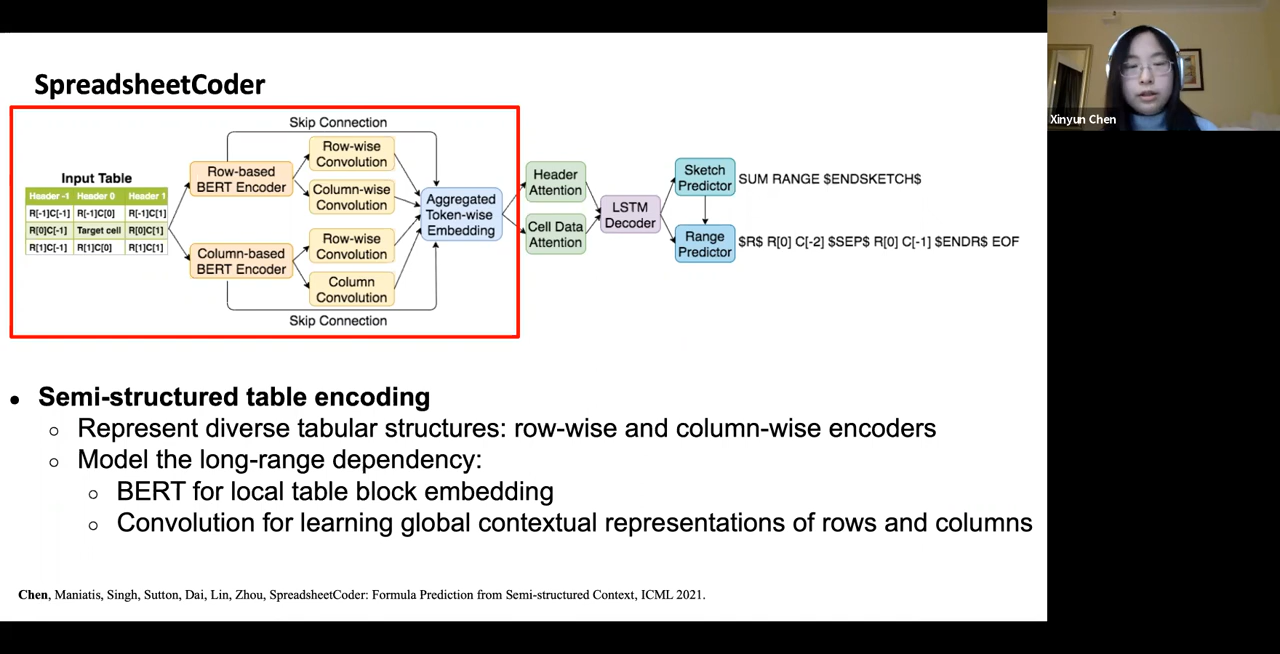 SpreadsheetCoder
Skip Connection
Input Table
Header -1 Header 0 Header 1
R[-1]C[-1] R[-1]C[0] R[-1]C[1]
R[0]C[-1] Target cell R[0]C[1]
R[1]C[-1] R[1]C[0] R[1]C[1]
Row-based
BERT Encoder
Column-based
BERT Encoder
Row-wise
Convolution
Column-wise
Convolution
Row-wise
Convolution
Column
Convolution
Skip Connection
Aggregated
Token-wise
Embedding
Header
Attention
Cell Data
Attention
LSTM
Decoder
Sketch
Predictor
SUM RANGE $ENDSKETCH$
Range
Predictor
$R$ R[0] C[-2] $SEP$ R[0] C[-1] $ENDR$ EOF
Semi-structured table encoding
Represent diverse tabular structures: row-wise and column-wise encoders
Model the long-range dependency:
BERT for local table block embedding
Convolution for learning global contextual representations of rows and columns
Chen, Maniatis, Singh, Sutton, Dai, Lin, Zhou, SpreadsheetCoder: Formula Prediction from Semi-structured Context, ICML 2021.
Xinyun Chen